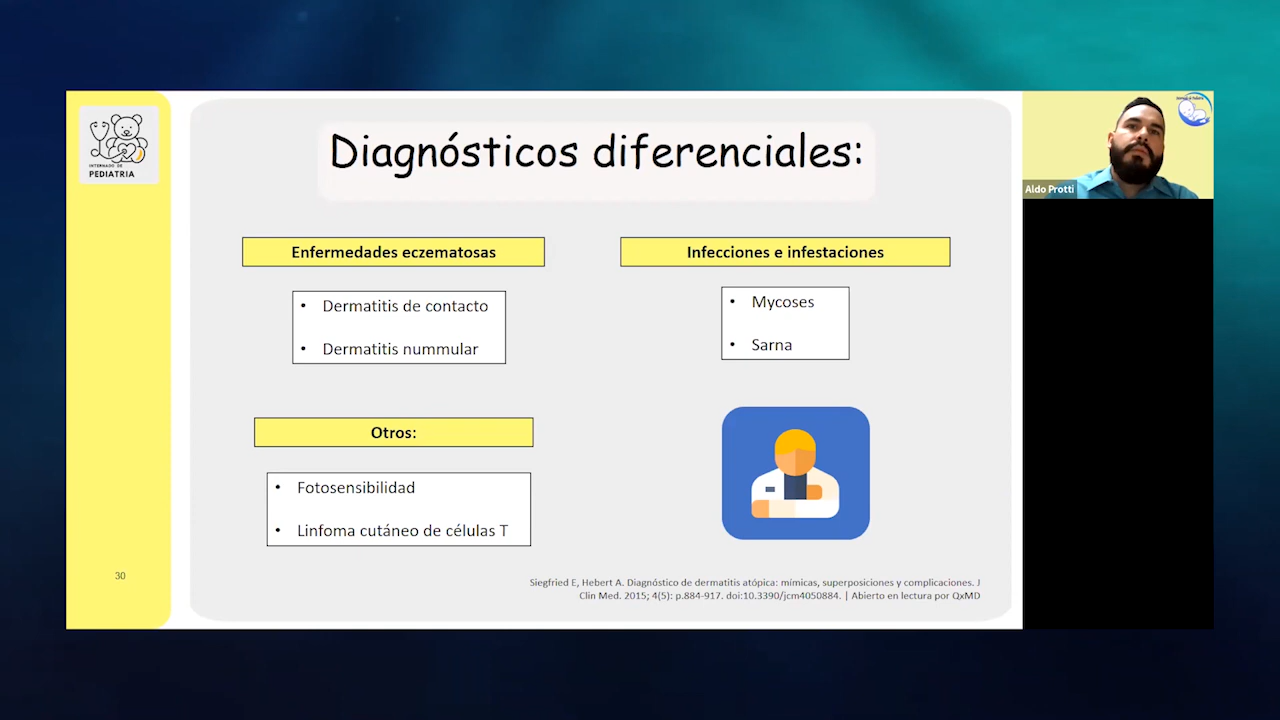 INTERNADO DE
PEDIATRIA
Diagnósticos diferenciales:
Enfermedades eczematosas
• Dermatitis de contacto
• Dermatitis nummular
Infecciones e infestaciones
• Mycoses
• Sarna
Otros:
• Fotosensibilidad
• Linfoma cutáneo de células T
Siegfried E, Hebert A. Diagnóstico de dermatitis atópica: mímicas, superposiciones y complicaciones. J
Clin Med. 2015; 4(5): p.884-917. doi:10.3390/jcm4050884. | Abierto en lectura por QxMD
30
Aldo Protti